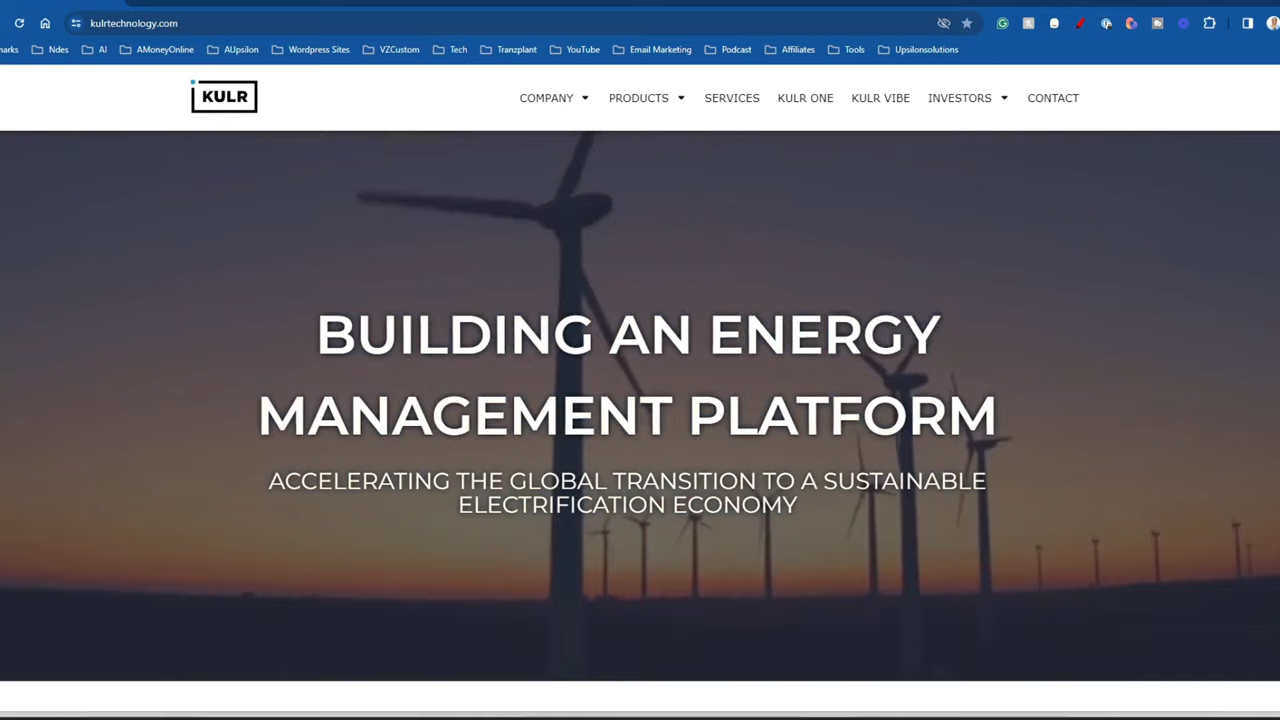 kulrtechnology.com
Ndes AI AMoneyOnline AUpsilon Wordpress Sites VZCustom Tech Tranzplant YouTube Email Marketing Podcast Affiliates Tools Upsilonsolutions
KULR COMPANY PRODUCTS SERVICES KULR ONE KULR VIBE INVESTORS CONTACT
BUILDING AN ENERGY
MANAGEMENT PLATFORM
ACCELERATING THE GLOBAL TRANSITION TO A SUSTAINABLE
ELECTRIFICATION ECONOMY